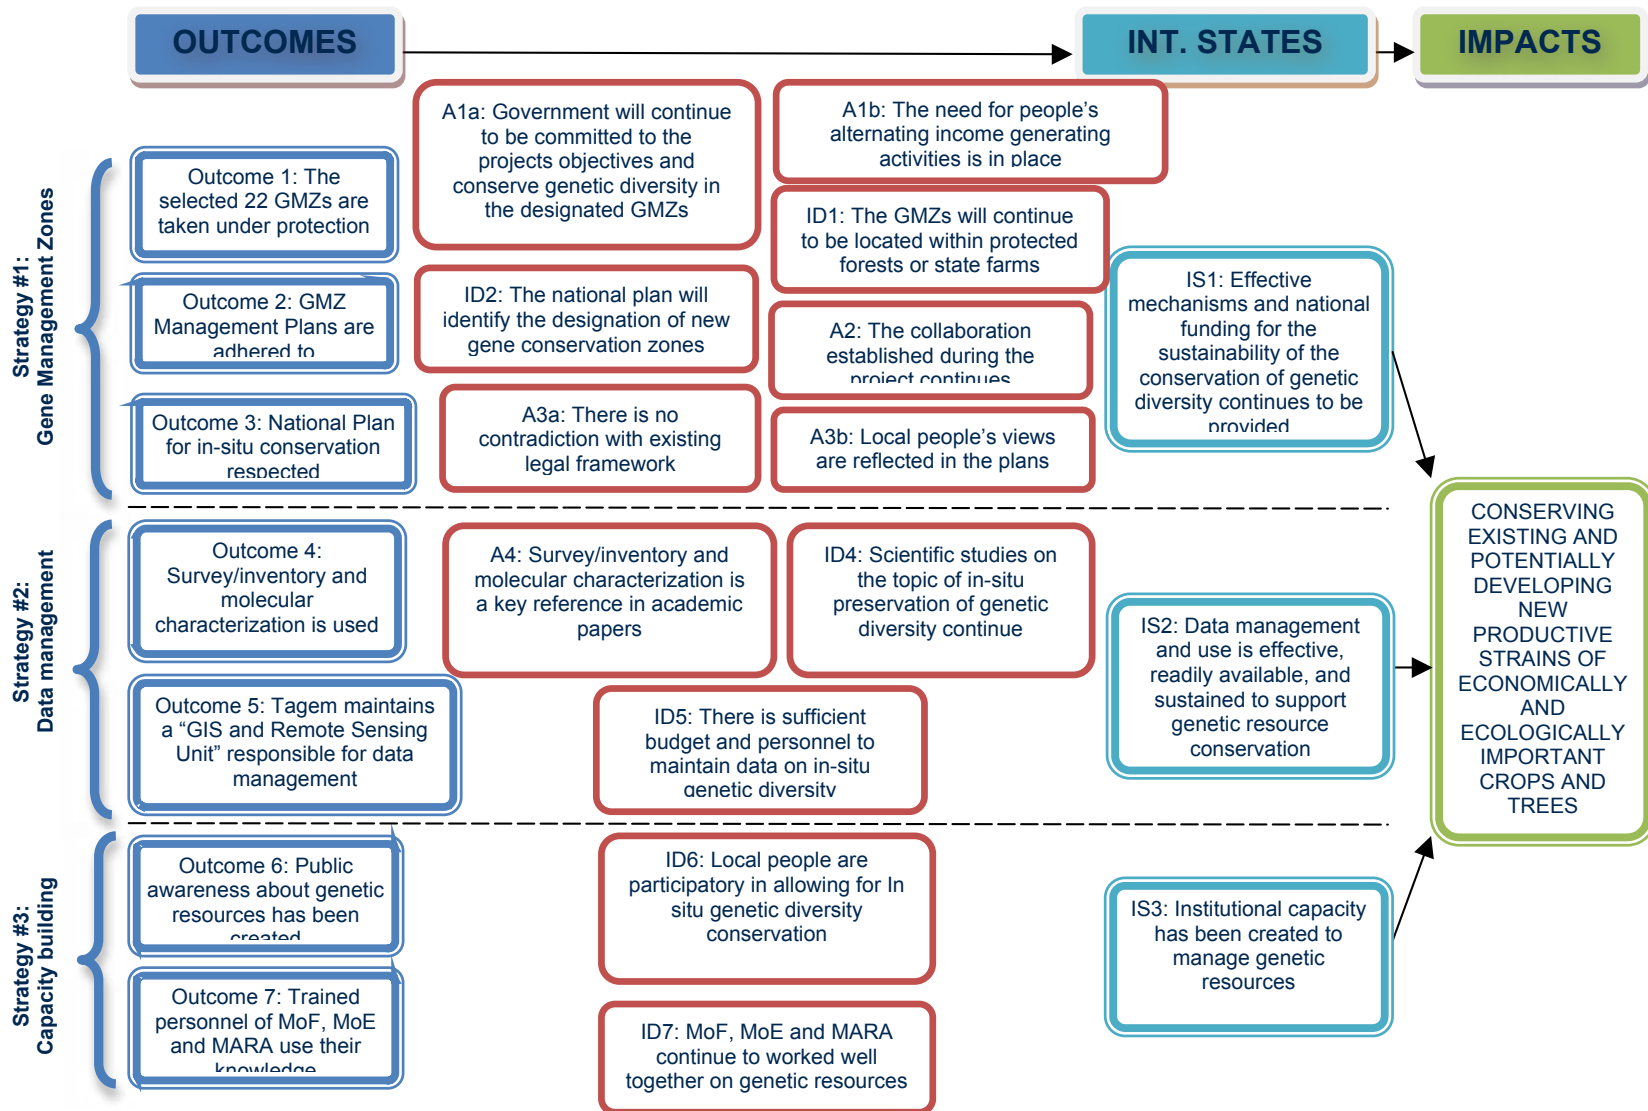 OUTCOMES
INT. STATES
IMPACTS
Strategy #1:
Gene Management Zones
Outcome 1: The
selected 22 GMZs are
taken under protection
Outcome 2: GMZ
Management Plans are
adhered to
Outcome 3: National Plan
for in-situ conservation
respected
A1a: Government will continue
to be committed to the
projects objectives and
conserve genetic diversity in
the designated GMZs
A1b: The need for people’s
alternating income generating
activities is in place
ID1: The GMZs will continue
to be located within protected
forests or state farms
ID2: The national plan will
identify the designation of new
gene conservation zones
A2: The collaboration
established during the
project continues
A3a: There is no
contradiction with existing
legal framework
A3b: Local people’s views
are reflected in the plans
IS1: Effective
mechanisms and national
funding for the
sustainability of the
conservation of genetic
diversity continues to be
provided
Strategy #2:
Data management
Outcome 4:
Survey/inventory and
molecular
characterization is used
Outcome 5: Tagem maintains
a “GIS and Remote Sensing
Unit” responsible for data
management
A4: Survey/inventory and
molecular characterization is
a key reference in academic
papers
ID4: Scientific studies on
the topic of in-situ
preservation of genetic
diversity continue
ID5: There is sufficient
budget and personnel to
maintain data on in-situ
genetic diversity
IS2: Data management
and use is effective,
readily available, and
sustained to support
genetic resource
conservation
CONSERVING
EXISTING AND
POTENTIALLY
DEVELOPING
NEW
PRODUCTIVE
STRAINS OF
ECONOMICALLY
AND
ECOLOGICALLY
IMPORTANT
CROPS AND
TREES
Strategy #3:
Capacity building
Outcome 6: Public
awareness about genetic
resources has been
created
Outcome 7: Trained
personnel of MoF, MoE
and MARA use their
knowledge
ID6: Local people are
participatory in allowing for In
situ genetic diversity
conservation
ID7: MoF, MoE and MARA
continue to worked well
together on genetic resources
IS3: Institutional capacity
has been created to
manage genetic
resources